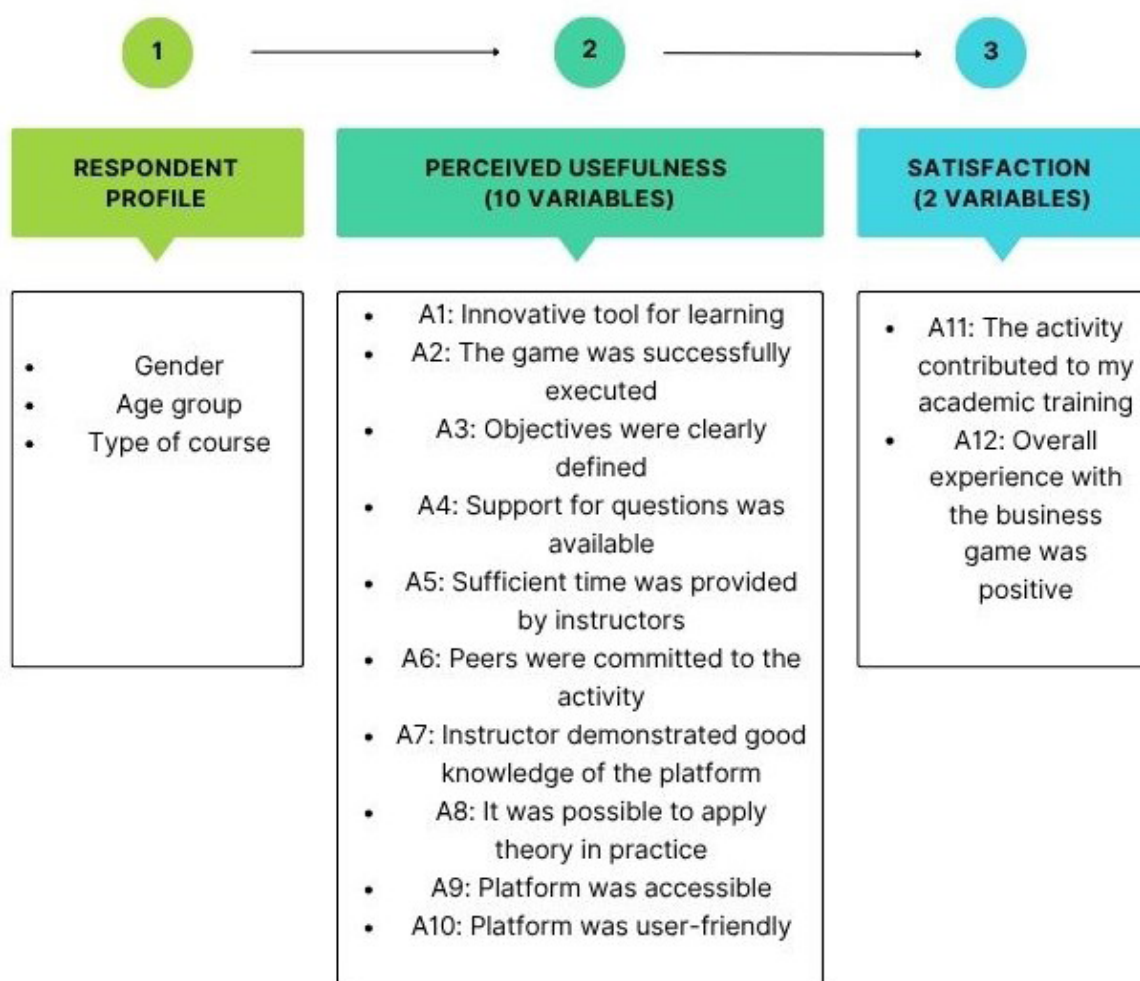 1
2
3
RESPONDENT
PROFILE
PERCEIVED USEFULNESS
(10 VARIABLES)
SATISFACTION
(2 VARIABLES)
• Gender
• Age group
• Type of course
• A1: Innovative tool for learning
• A2: The game was successfully
executed
• A3: Objectives were clearly
defined
• A4: Support for questions was
available
• A5: Sufficient time was provided
by instructors
• A6: Peers were committed to the
activity
• A7: Instructor demonstrated good
knowledge of the platform
• A8: It was possible to apply
theory in practice
• A9: Platform was accessible
• A10: Platform was user-friendly
• A11: The activity
contributed to my
academic training
• A12: Overall
experience with
the business
game was
positive